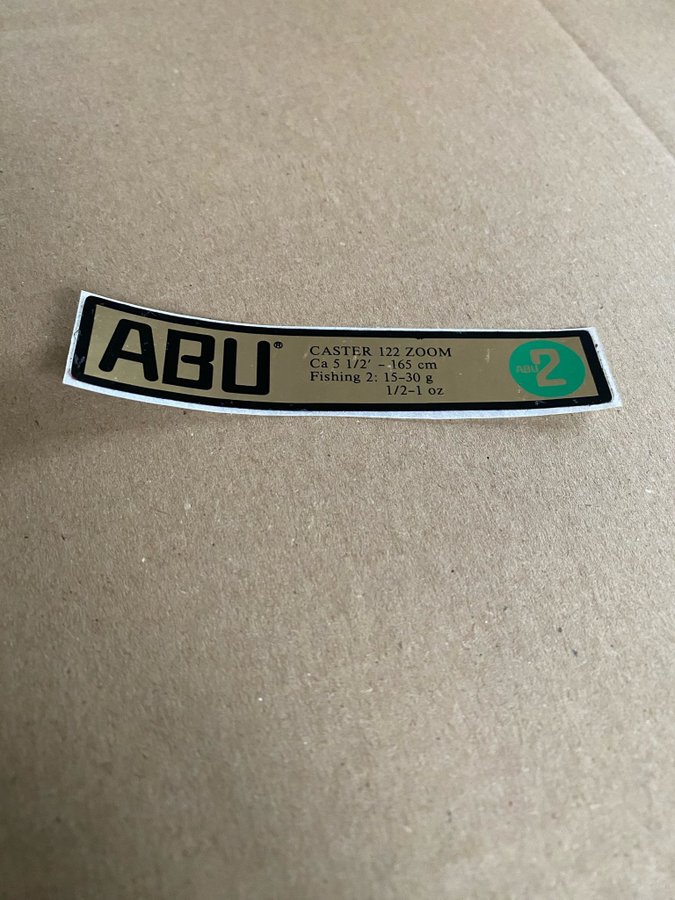 ABU®
CASTER 122 ZOOM
Ca 5 1/2' - 165 cm
Fishing 2: 15-30 g
1/2-1 oz
ABU 2